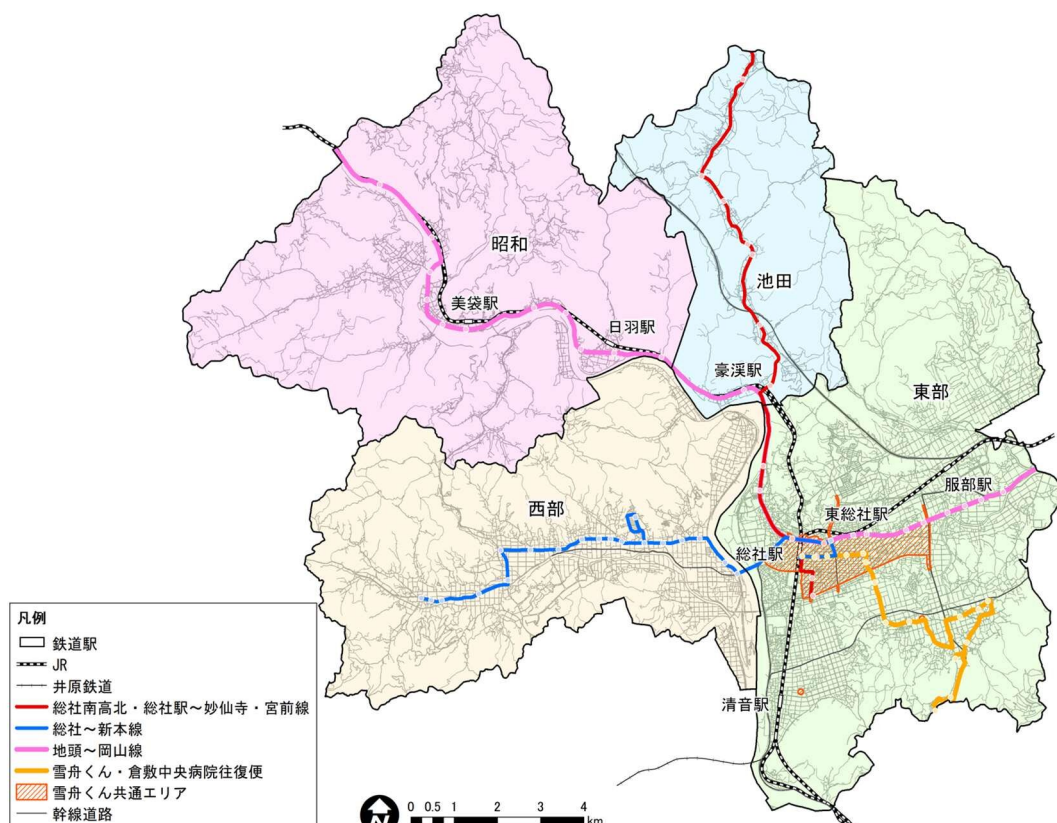 昭和
池田
美袋駅
日羽駅
豪渓駅
東部
服部駅
西部
東総社駅
総社駅
清音駅
凡例
鉄道駅
JR
井原鉄道
総社南高北・総社駅～妙仙寺・宮前線
総社～新本線
地頭～岡山線
雪舟くん・倉敷中央病院往復便
雪舟くん共通エリア
幹線道路
N
0 0.5 1 2 3 4
km